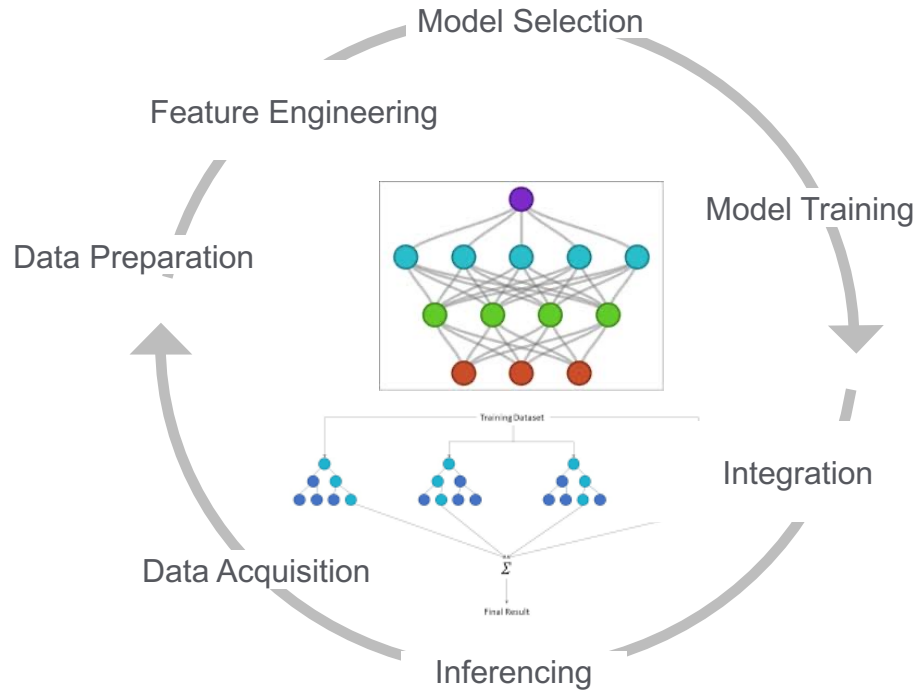 Model Selection
Feature Engineering
Model Training
Data Preparation
Training Dataset
Integration
Data Acquisition
Σ
Final Result
Inferencing